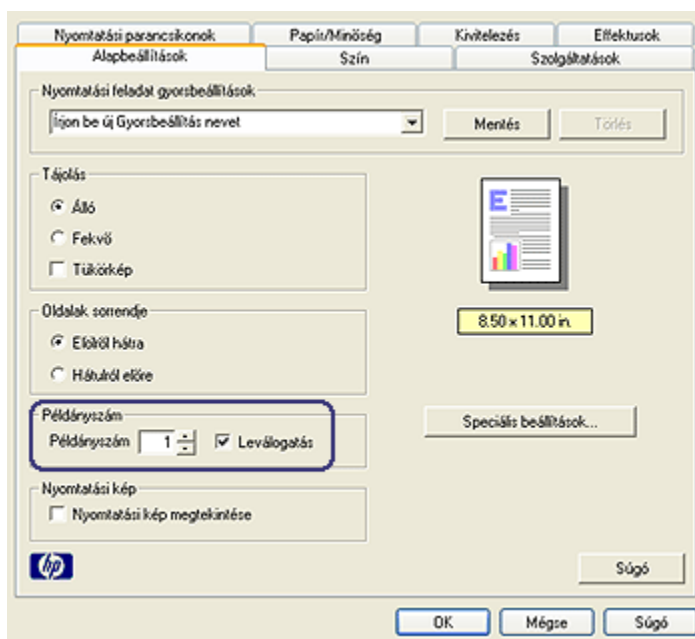 Nyomtatási parancsikonok Papír/Minőség Kivitelezés Effektusok
Alapbeállítások Szín Szolgáltatások
Nyomtatási feladat gyorsbeállítások
Írjon be új Gyorsbeállítás nevet Mentés Törlés
Tájolás
Álló
Fekvő
Tükörkép
E
Oldalak sorrendje
8.50 x 11.00 in.
Elölről hátra
Hátulról előre
Példányszám
Példányszám 1 Leválogatás
Speciális beállítások...
Nyomtatási kép
Nyomtatási kép megtekintése
hp
Súgó
OK Mégse Súgó